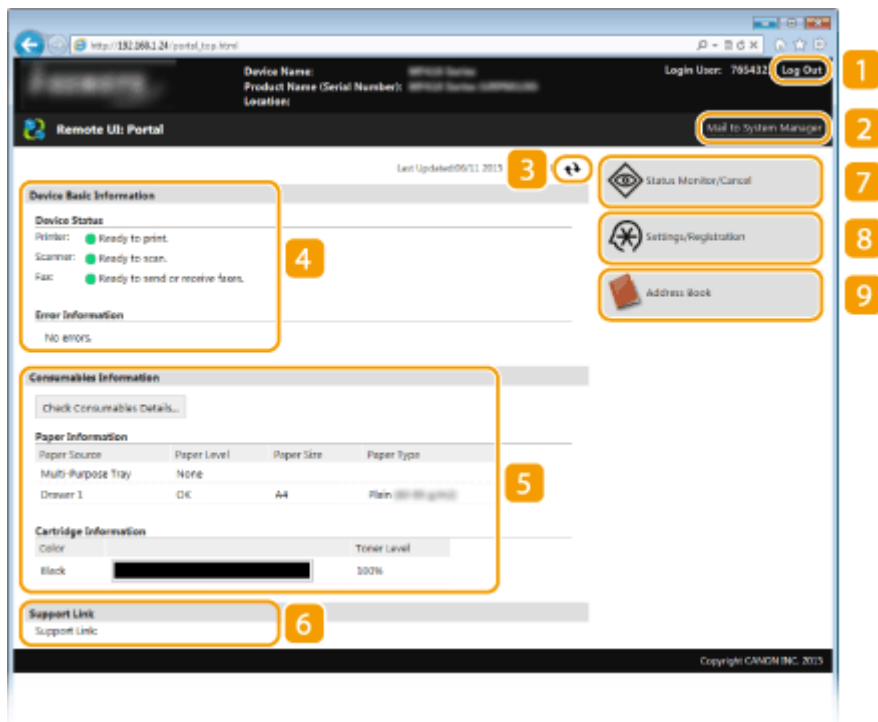 http://192.168.1.24/portal_top.html
Device Name:
Product Name (Serial Number):
Location:
Login User: 765432
Log Out
1
Remote UI: Portal
Mail to System Manager
2
Last Updated:06/11 2015
3
Status Monitor/Cancel
7
Settings/Registration
8
Address Book
9
Device Basic Information
Device Status
Printer: Ready to print.
Scanner: Ready to scan.
Fax: Ready to send or receive faxes.
4
Error Information
No errors.
Consumables Information
Check Consumables Details...
Paper Information
Paper Source Paper Level Paper Size Paper Type
Multi-Purpose Tray None
Drawer 1 OK A4 Plain
5
Cartridge Information
Color Toner Level
Black 100%
Support Link
Support Link:
6
Copyright CANON INC. 2015